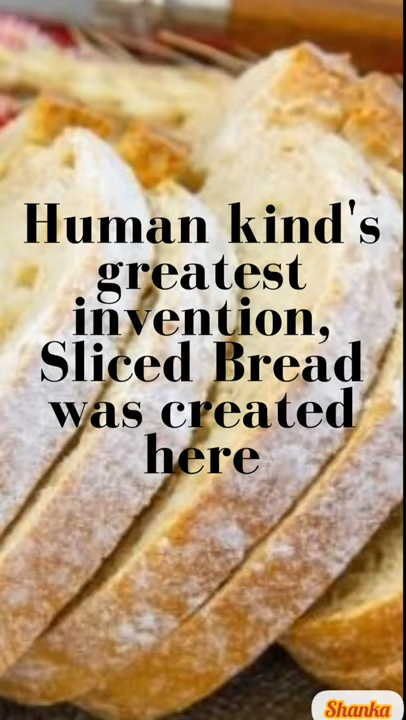 Human kind's
greatest
invention,
Sliced Bread
was created
here
Shanka